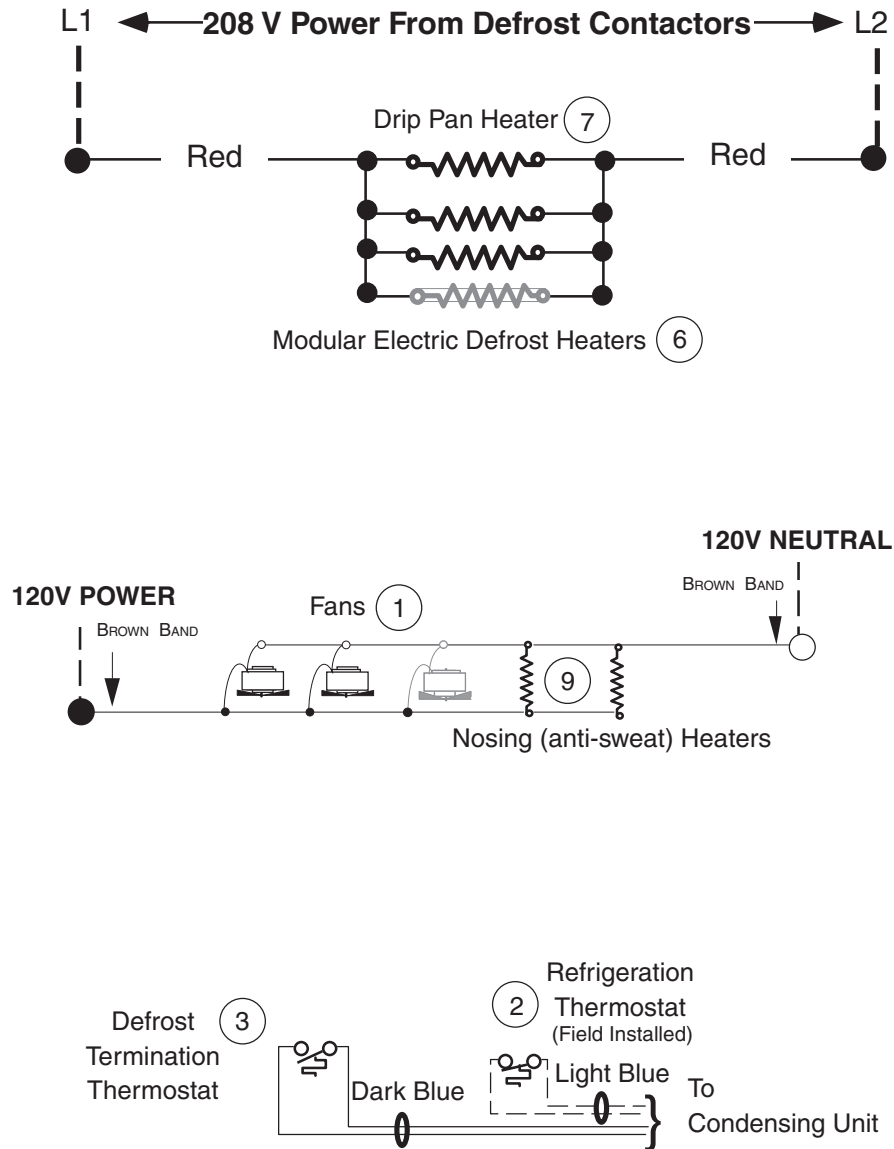 L1 208 V Power From Defrost Contactors L2
Drip Pan Heater 7
Red Red
Modular Electric Defrost Heaters 6
120V NEUTRAL
BROWN BAND
120V POWER
BROWN BAND
Fans 1
9
Nosing (anti-sweat) Heaters
Defrost 3
Termination
Thermostat
Dark Blue
2 Refrigeration
Thermostat
(Field Installed)
Light Blue
To
Condensing Unit